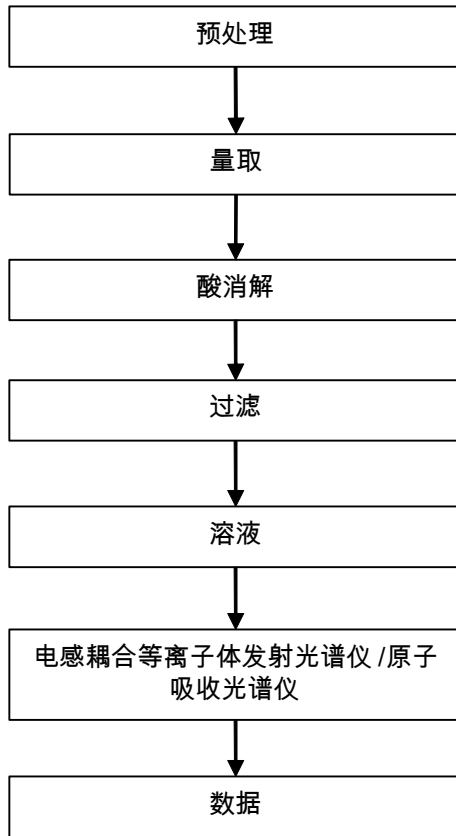 预处理
量取
酸消解
过滤
溶液
电感耦合等离子体发射光谱仪 /原子
吸收光谱仪
数据